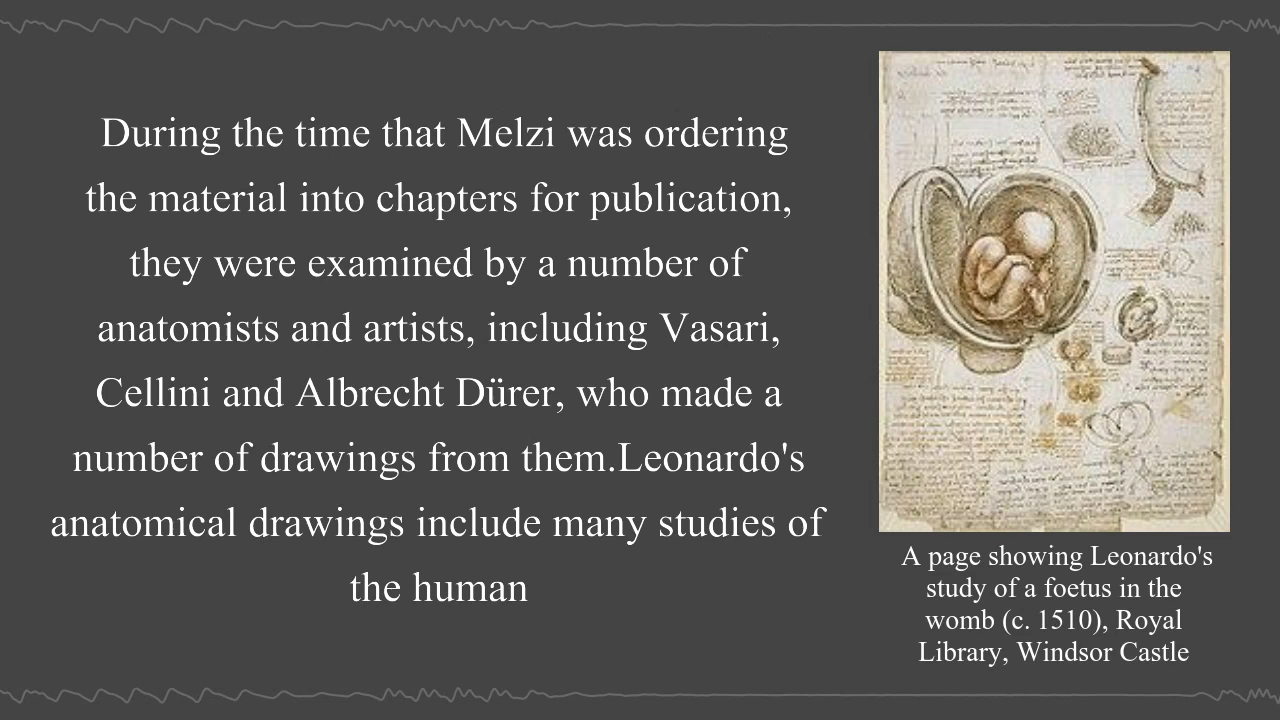 During the time that Melzi was ordering
the material into chapters for publication,
they were examined by a number of
anatomists and artists, including Vasari,
Cellini and Albrecht Dürer, who made a
number of drawings from them.Leonardo's
anatomical drawings include many studies of
the human
A page showing Leonardo's
study of a foetus in the
womb (c. 1510), Royal
Library, Windsor Castle